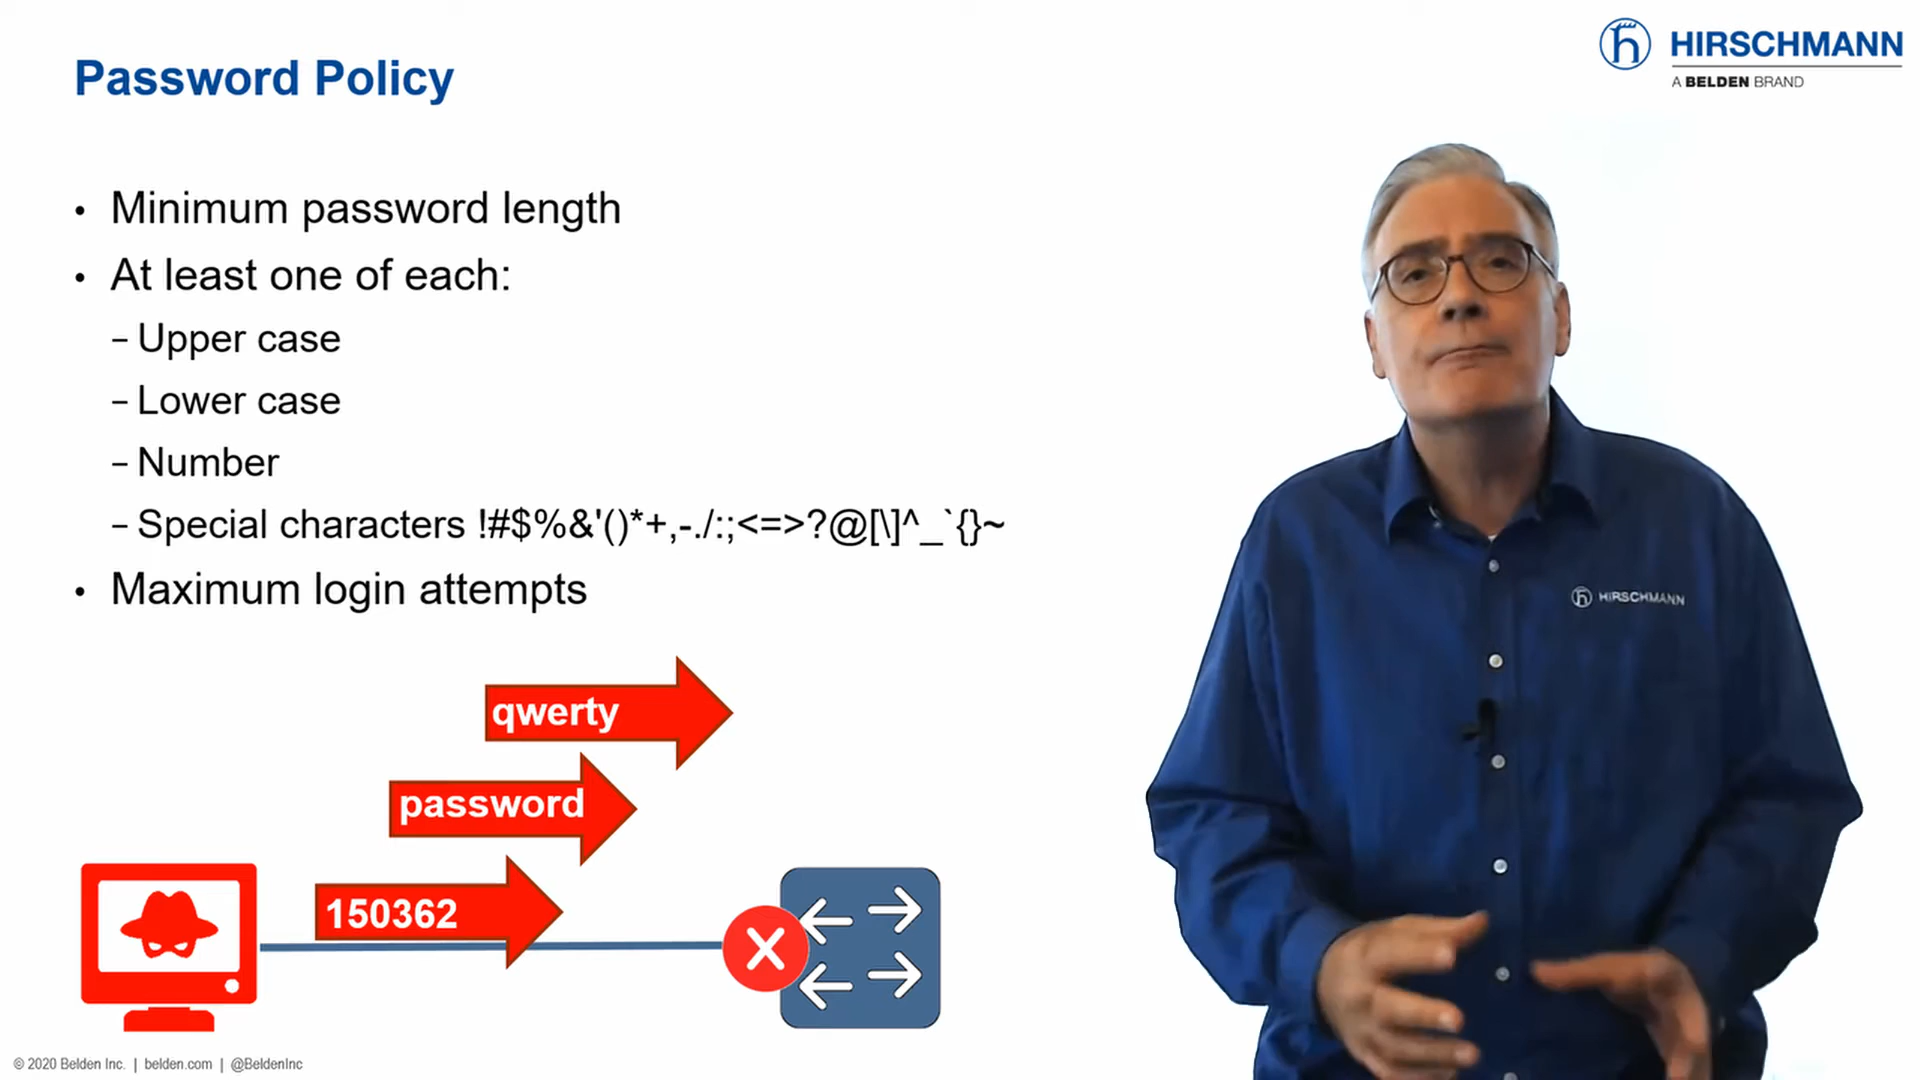 HIRSCHMANN
A BELDEN BRAND
Password Policy
• Minimum password length
• At least one of each:
– Upper case
– Lower case
– Number
– Special characters !#$%&'()*+,-./:;<=>?@[\]^_`{}~
• Maximum login attempts
HIRSCHMANN
qwerty
password
150362
© 2020 Belden Inc. | belden.com | @BeldenInc